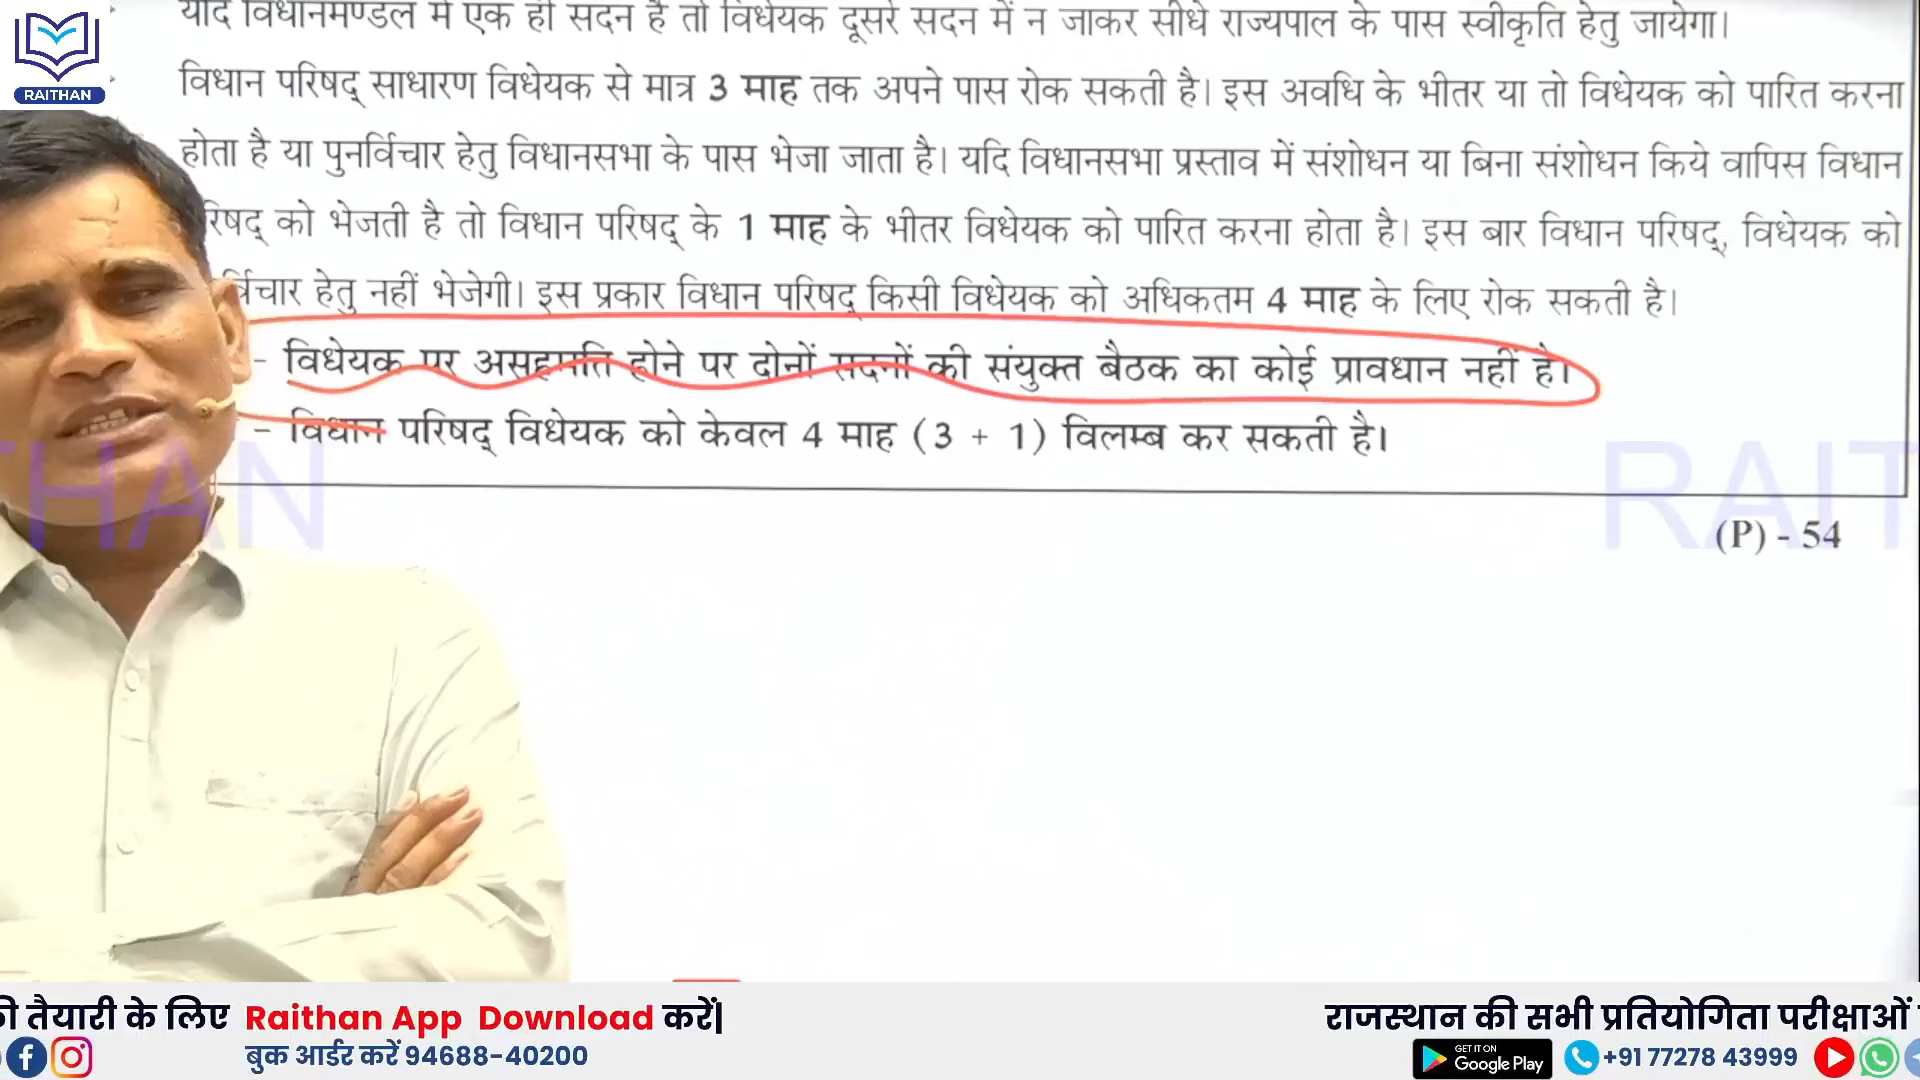 यदि विधानमण्डल में एक ही सदन है तो विधेयक दूसरे सदन में न जाकर सीधे राज्यपाल के पास स्वीकृति हेतु जायेगा।
RAITHAN
विधान परिषद् साधारण विधेयक से मात्र 3 माह तक अपने पास रोक सकती है। इस अवधि के भीतर या तो विधेयक को पारित करना
होता है या पुनर्विचार हेतु विधानसभा के पास भेजा जाता है। यदि विधानसभा प्रस्ताव में संशोधन या बिना संशोधन किये वापिस विधान
रिषद् को भेजती है तो विधान परिषद् के 1 माह के भीतर विधेयक को पारित करना होता है। इस बार विधान परिषद्, विधेयक को
र्विचार हेतु नहीं भेजेगी। इस प्रकार विधान परिषद् किसी विधेयक को अधिकतम 4 माह के लिए रोक सकती है।
- विधेयक पर असहमति होने पर दोनों सदनों की संयुक्त बैठक का कोई प्रावधान नहीं है।
- विधान परिषद् विधेयक को केवल 4 माह (3 + 1) विलम्ब कर सकती है।
THAN RAIT
(P) - 54
की तैयारी के लिए Raithan App Download करें|
राजस्थान की सभी प्रतियोगिता परीक्षाओं
बुक आर्डर करें 94688-40200
GET IT ON Google Play
+91 77278 43999